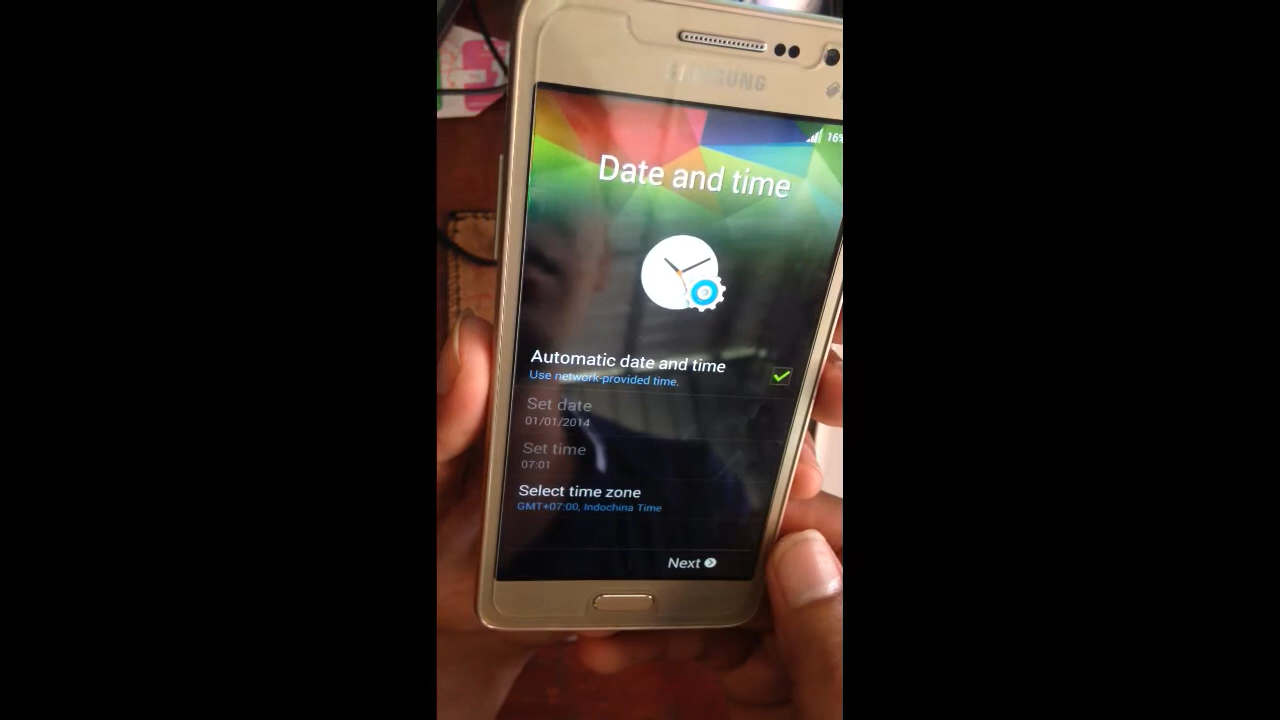 SAMSUNG
16%
Date and time
Automatic date and time
Use network-provided time.
Set date
01/01/2014
Set time
07:01
Select time zone
GMT+07:00, Indochina Time
Next